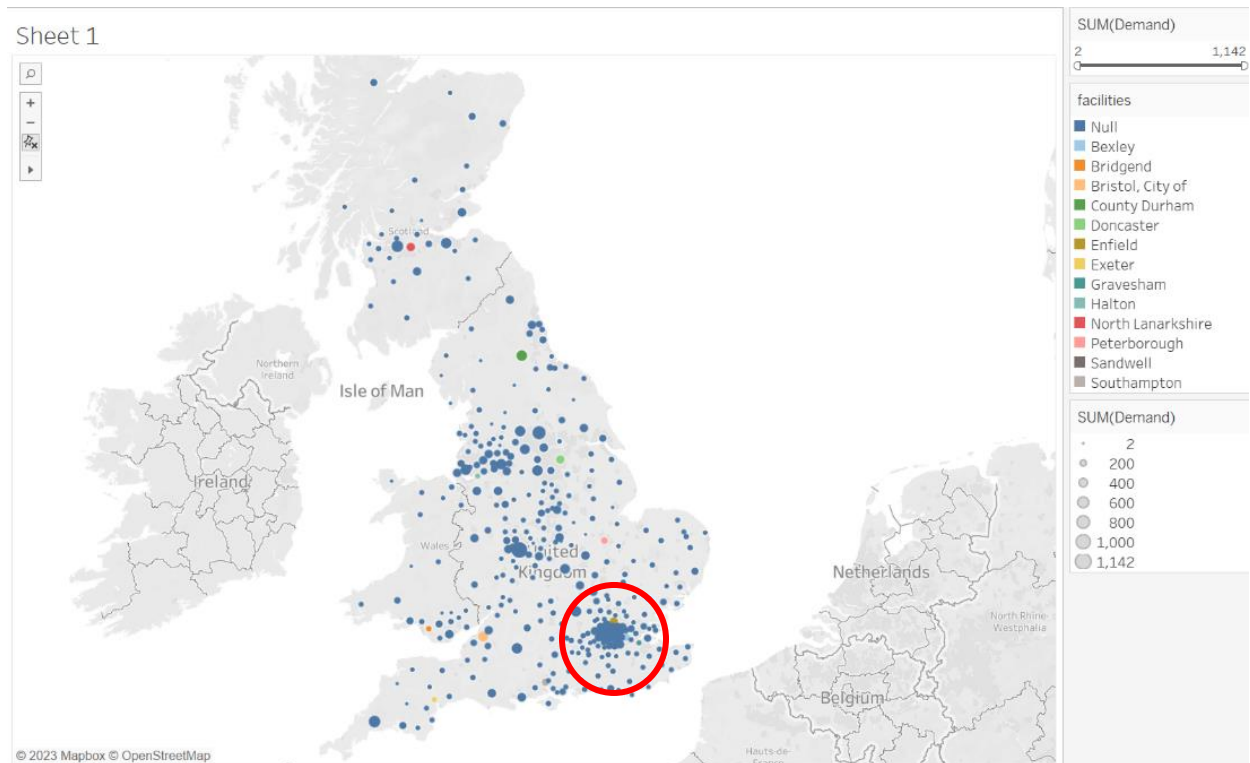 Sheet 1
Scotland
Northern
Ireland
Isle of Man
Ireland
Wales
United
Kingdom
Netherlands
North Rhine-
Westphalia
Belgium
Hauts-de-
France
© 2023 Mapbox © OpenStreetMap
SUM(Demand)
2 1,142
facilities
Null
Bexley
Bridgend
Bristol, City of
County Durham
Doncaster
Enfield
Exeter
Gravesham
Halton
North Lanarkshire
Peterborough
Sandwell
Southampton
SUM(Demand)
2
200
400
600
800
1,000
1,142